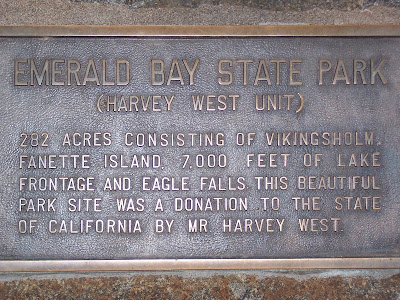 EMERALD BAY STATE PARK
(HARVEY WEST UNIT)
282 ACRES CONSISTING OF VIKINGSHOLM,
FANETTE ISLAND, 7,000 FEET OF LAKE
FRONTAGE AND EAGLE FALLS THIS BEAUTIFUL
PARK SITE WAS A DONATION TO THE STATE
OF CALIFORNIA BY MR. HARVEY WEST.